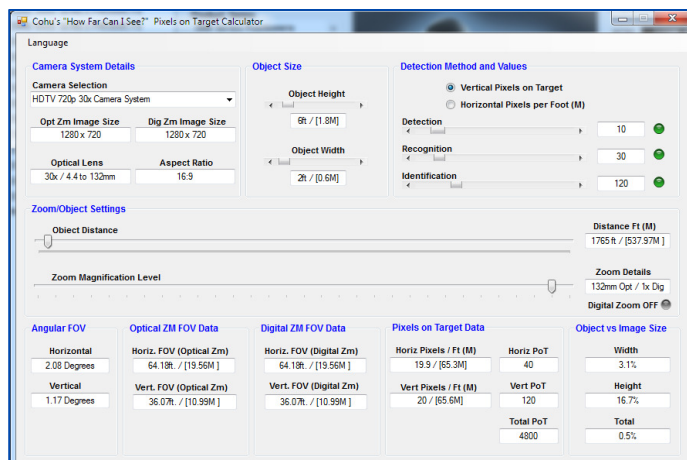 Cohu's "How Far Can I See?" Pixels on Target Calculator
Language
Camera System Details
Camera Selection
HDTV 720p 30x Camera System
Opt Zm Image Size Dig Zm Image Size
1280 x 720 1280 x 720
Optical Lens Aspect Ratio
30x / 4.4 to 132mm 16:9
Object Size
Object Height
6ft / [1.8M]
Object Width
2ft / [0.6M]
Detection Method and Values
Vertical Pixels on Target
Horizontal Pixels per Foot (M)
Detection
10
Recognition
30
Identification
120
Zoom/Object Settings
Object Distance
Distance Ft (M)
1765 ft / [537.97M ]
Zoom Magnification Level
Zoom Details
132mm Opt / 1x Dig
Digital Zoom OFF
Angular FOV
Horizontal
2.08 Degrees
Vertical
1.17 Degrees
Optical ZM FOV Data
Horiz. FOV (Optical Zm)
64.18ft. / [19.56M]
Vert. FOV (Optical Zm)
36.07ft. / [10.99M]
Digital ZM FOV Data
Horiz. FOV (Digital Zm)
64.18ft. / [19.56M]
Vert. FOV (Digital Zm)
36.07ft. / [10.99M]
Pixels on Target Data
Horiz Pixels / Ft (M) Horiz PoT
19.9 / [65.3M] 40
Vert Pixels / Ft (M) Vert PoT
20 / [65.6M] 120
Total PoT
4800
Object vs Image Size
Width
3.1%
Height
16.7%
Total
0.5%